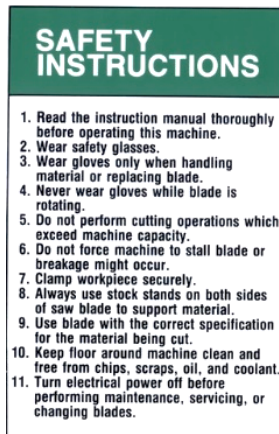 SAFETY
INSTRUCTIONS
1. Read the instruction manual thoroughly
before operating this machine.
2. Wear safety glasses.
3. Wear gloves only when handling
material or replacing blade.
4. Never wear gloves while blade is
rotating.
5. Do not perform cutting operations which
exceed machine capacity.
6. Do not force machine to stall blade or
breakage might occur.
7. Clamp workpiece securely.
8. Always use stock stands on both sides
of saw blade to support material.
9. Use blade with the correct specification
for the material being cut.
10. Keep floor around machine clean and
free from chips, scraps, oil, and coolant.
11. Turn electrical power off before
performing maintenance, servicing, or
changing blades.